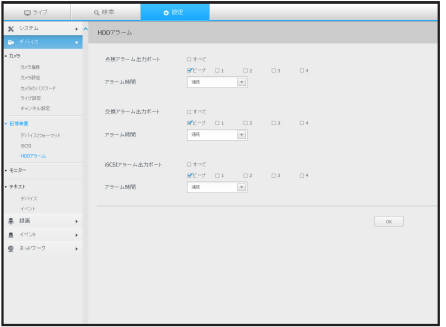 ライブ 検索 設定
システム
デバイス
カメラ
カメラ登録
カメラ設定
カメラのパスワード
ライブ設定
チャンネル設定
記憶装置
デバイス/フォーマット
iSCSI
HDDアラーム
モニター
テキスト
デバイス
イベント
録画
イベント
ネットワーク
HDDアラーム
点検アラーム出力ポート すべて
ビープ 1 2 3 4
アラーム時間 連続
交換アラーム出力ポート すべて
ビープ 1 2 3 4
アラーム時間 連続
iSCSIアラーム出力ポート すべて
ビープ 1 2 3 4
アラーム時間 連続
OK